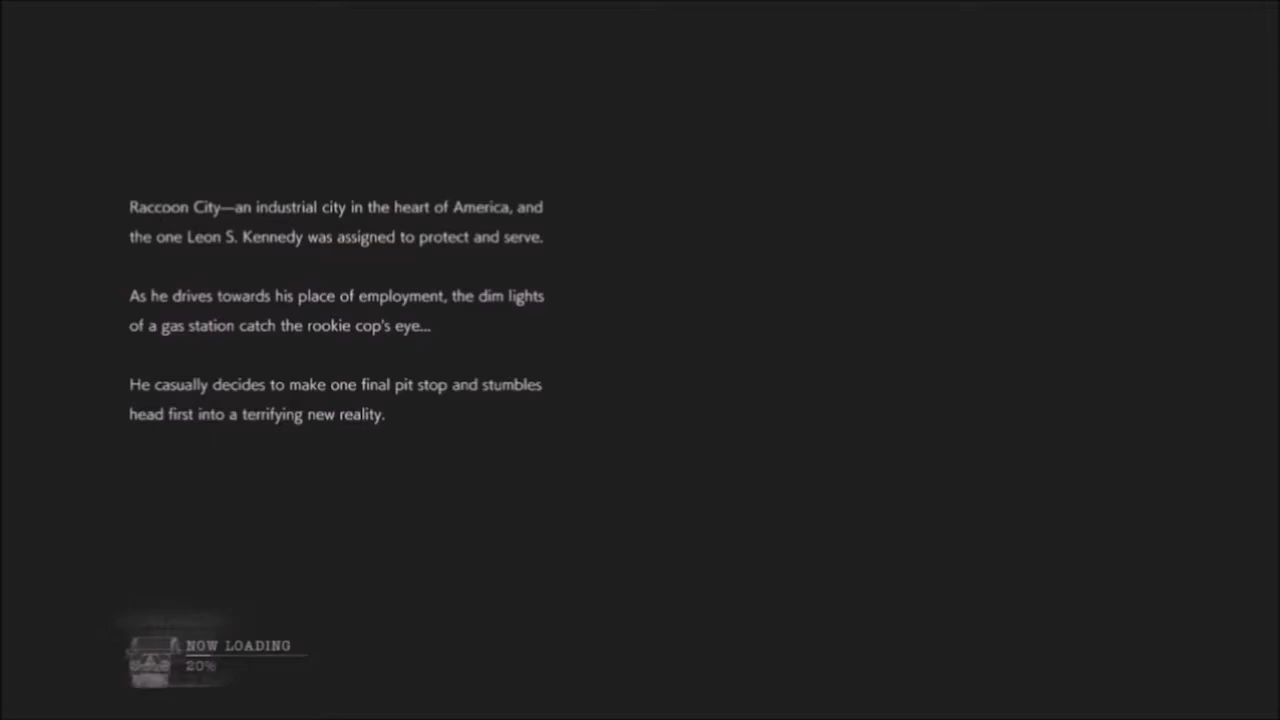 Raccoon City—an industrial city in the heart of America, and
the one Leon S. Kennedy was assigned to protect and serve.
As he drives towards his place of employment, the dim lights
of a gas station catch the rookie cop's eye...
He casually decides to make one final pit stop and stumbles
head first into a terrifying new reality.
NOW LOADING
20%